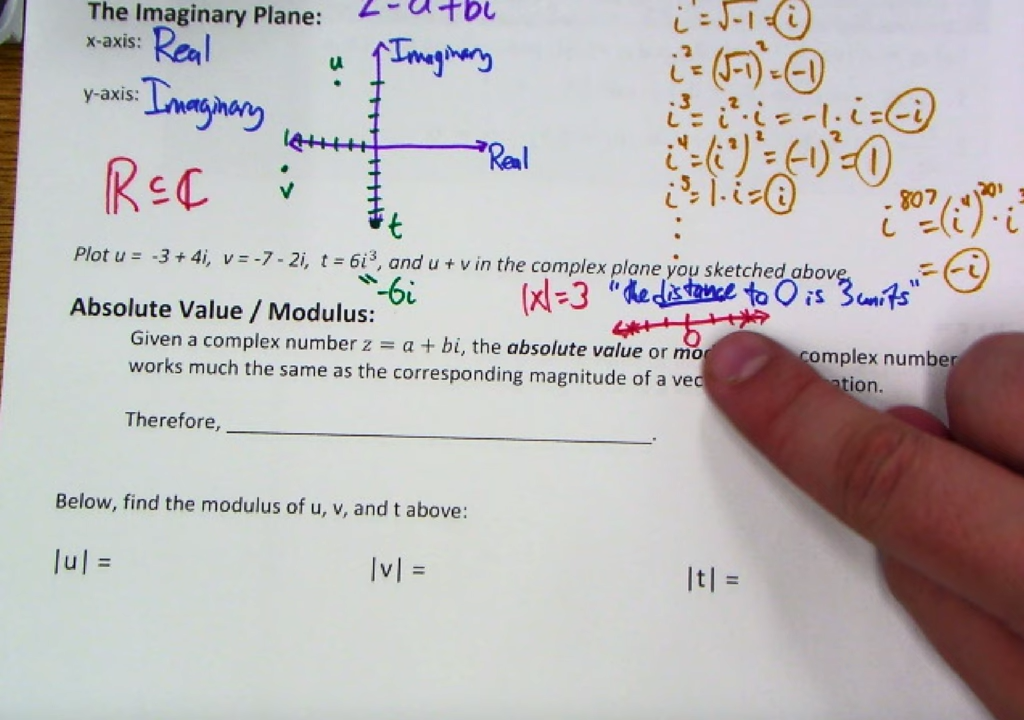 The Imaginary Plane: z = a + bi
x-axis: Real
y-axis: Imaginary
Imaginary
u
Real
v
t
ℝ ⊆ ℂ
i = √-1 = i
i² = (√-1)² = -1
i³ = i² · i = -1 · i = -i
i⁴ = (i²)² = (-1)² = 1
i⁵ = 1 · i = i
i⁸⁰⁷ = (i⁴)²⁰¹ · i³
= -i
Plot u = -3 + 4i, v = -7 - 2i, t = 6i³, and u + v in the complex plane you sketched above.
-6i
|x| = 3 "the distance to 0 is 3 units"
0
Absolute Value / Modulus:
Given a complex number z = a + bi, the absolute value or complex number
works much the same as the corresponding magnitude of a
Therefore, ____________________.
Below, find the modulus of u, v, and t above:
|u| = |v| = |t| =